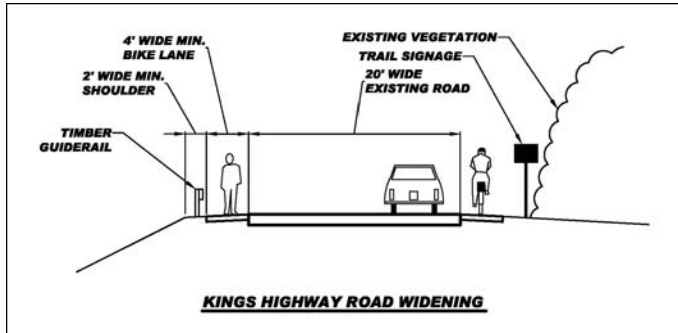 4' WIDE MIN.
BIKE LANE
2' WIDE MIN.
SHOULDER
TIMBER
GUIDERAIL
EXISTING VEGETATION
TRAIL SIGNAGE
20' WIDE
EXISTING ROAD
KINGS HIGHWAY ROAD WIDENING